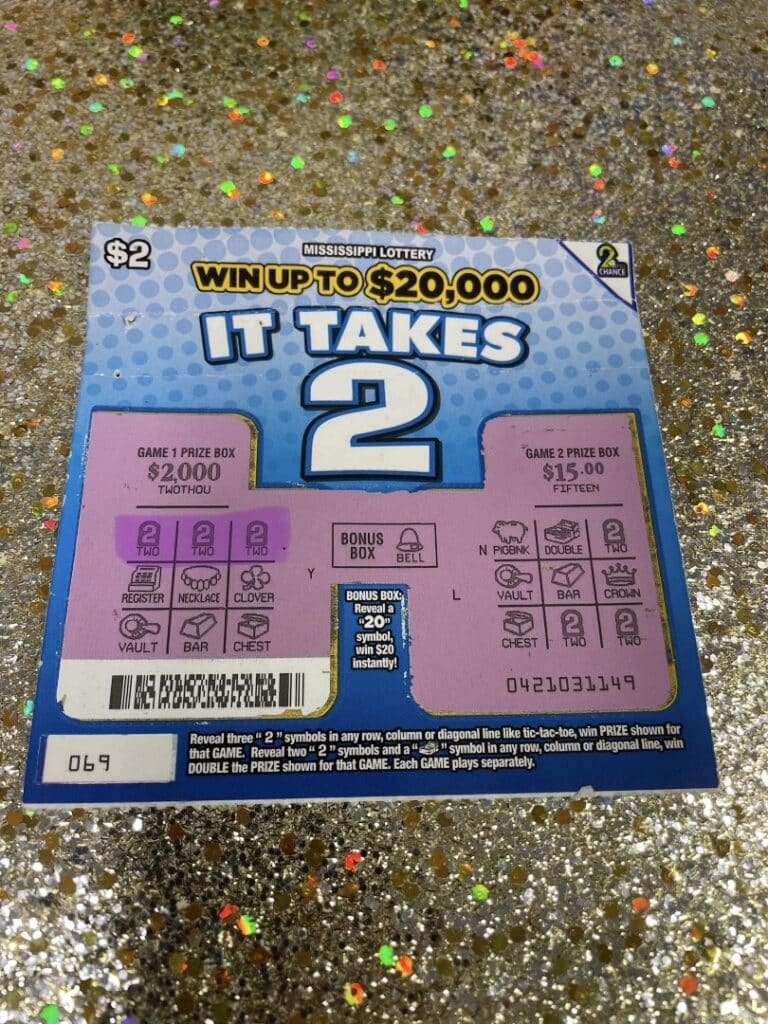 $2
MISSISSIPPI LOTTERY
2
CHANCE
WIN UP TO $20,000
IT TAKES
2
GAME 1 PRIZE BOX
$2,000
TWOTHOU
2 2 2
TWO TWO TWO
REGISTER NECKLACE CLOVER
VAULT BAR CHEST
Y
BONUS
BOX
BELL
BONUS BOX:
Reveal a
"20"
symbol,
win $20
instantly!
GAME 2 PRIZE BOX
$15.00
FIFTEEN
2
N PIGBNK DOUBLE TWO
L
VAULT BAR CROWN
2 2
CHEST TWO TWO
0421031149
069
Reveal three "2" symbols in any row, column or diagonal line like tic-tac-toe, win PRIZE shown for
that GAME. Reveal two "2" symbols and a " " symbol in any row, column or diagonal line, win
DOUBLE the PRIZE shown for that GAME. Each GAME plays separately.